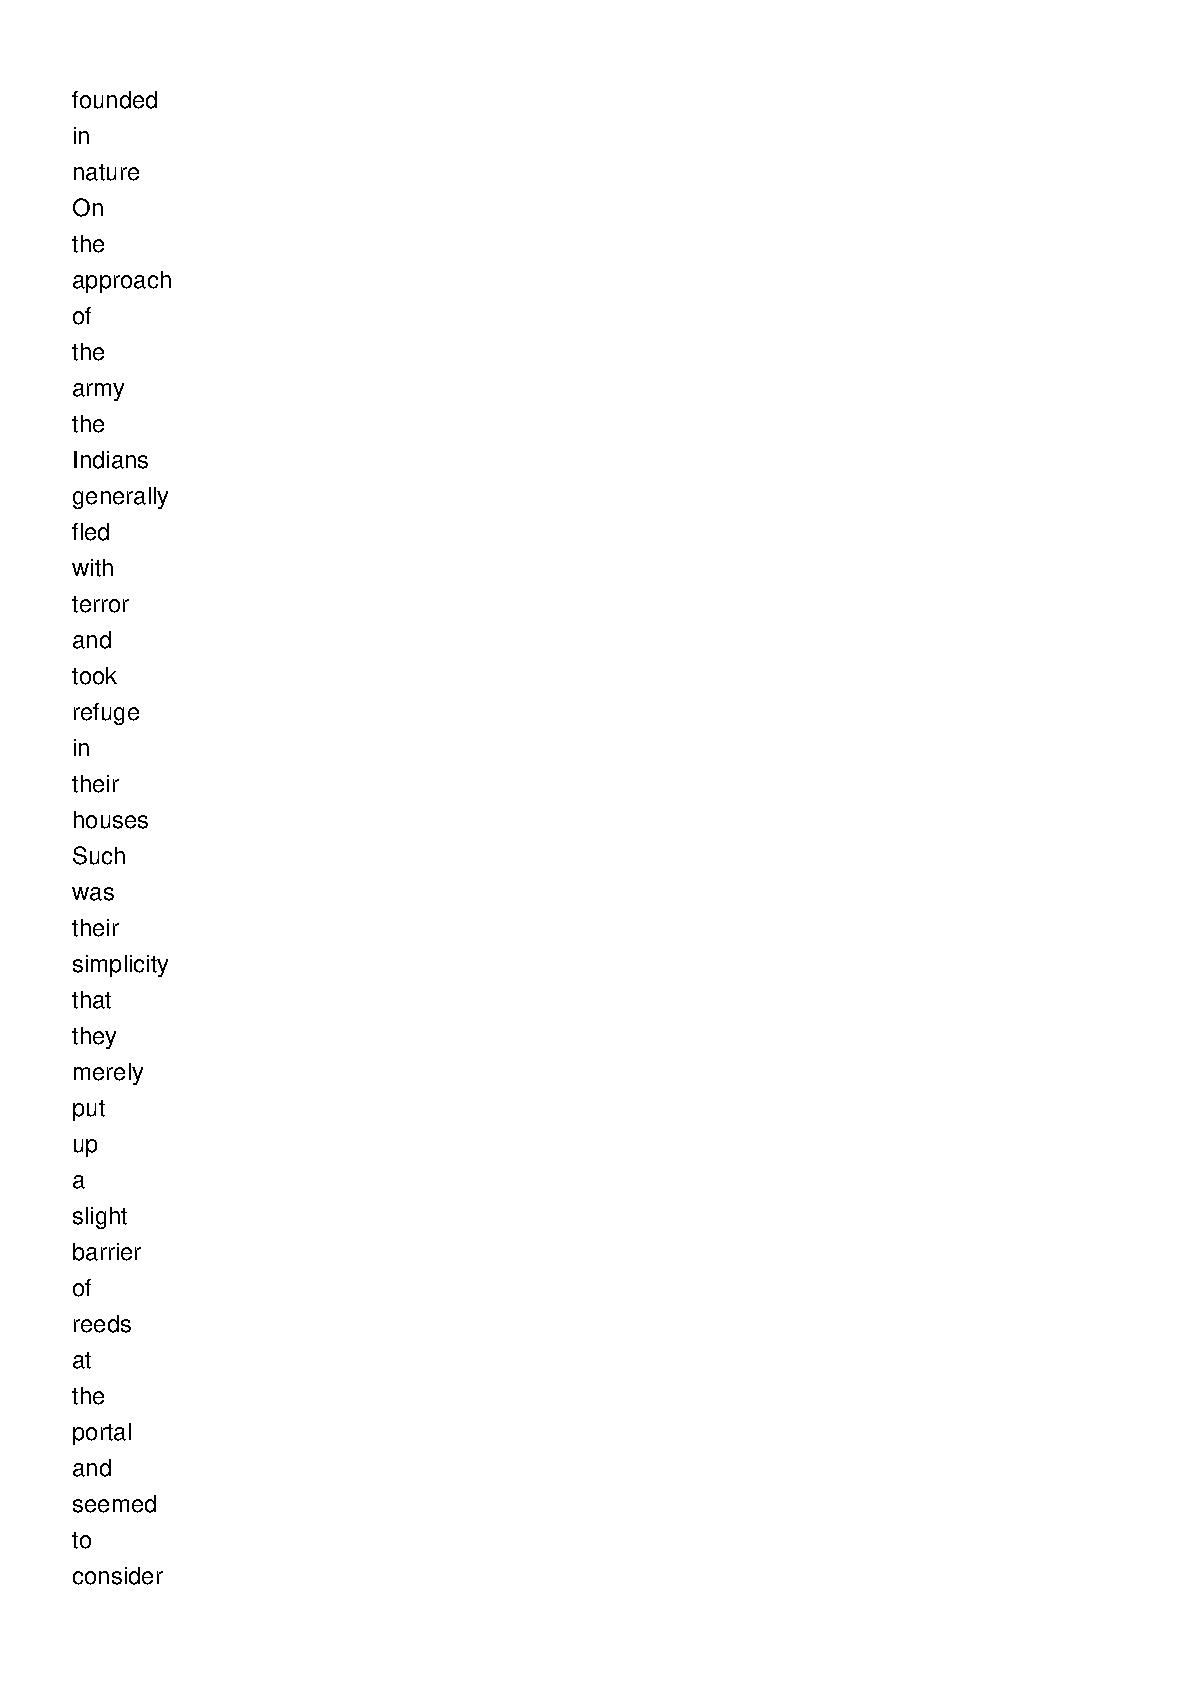 founded
in
nature
On
the
approach
of
the
army
the
Indians
generally
fled
with
terror
and
took
refuge
in
their
houses
Such
was
their
simplicity
that
they
merely
put
up
a
slight
barrier
of
reeds
at
the
portal
and
seemed
to
consider